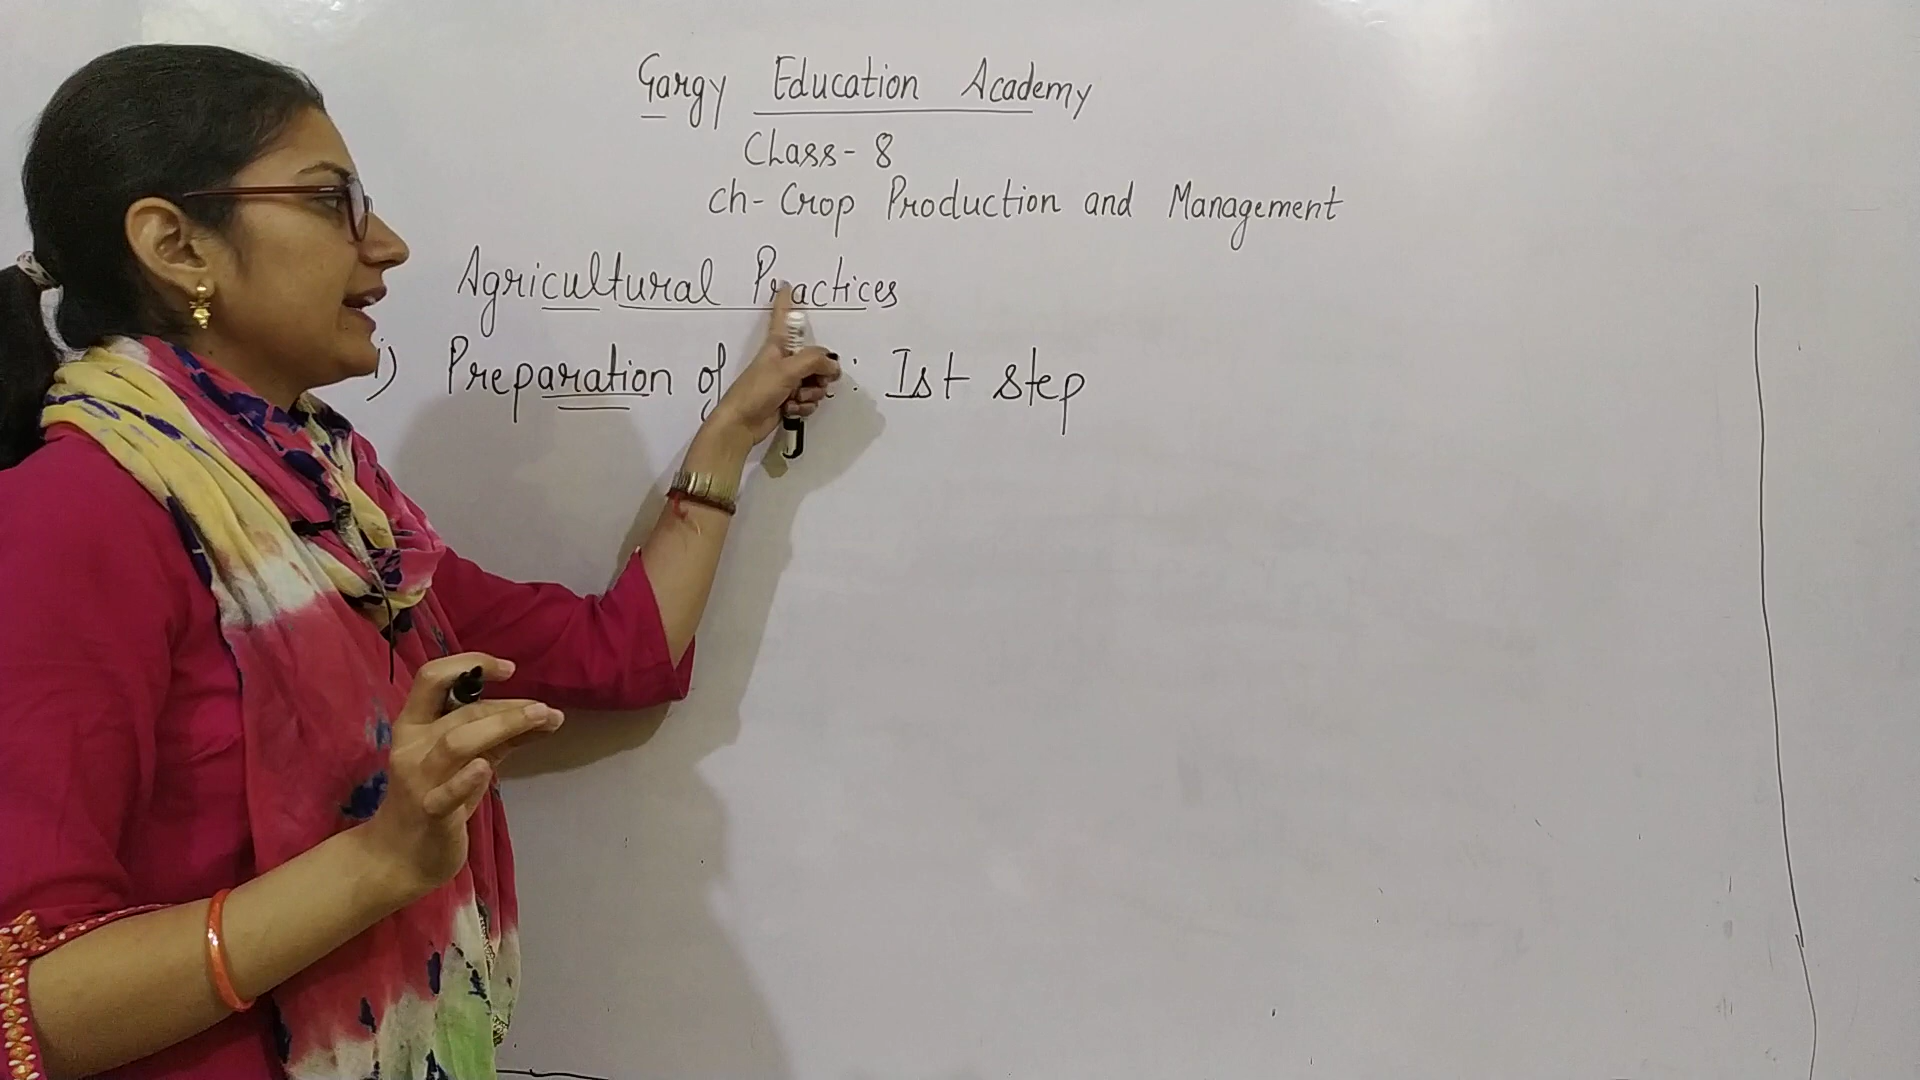 Gargy Education Academy
Class- 8
ch- Crop Production and Management
Agricultural Practices
i) Preparation of : Ist step